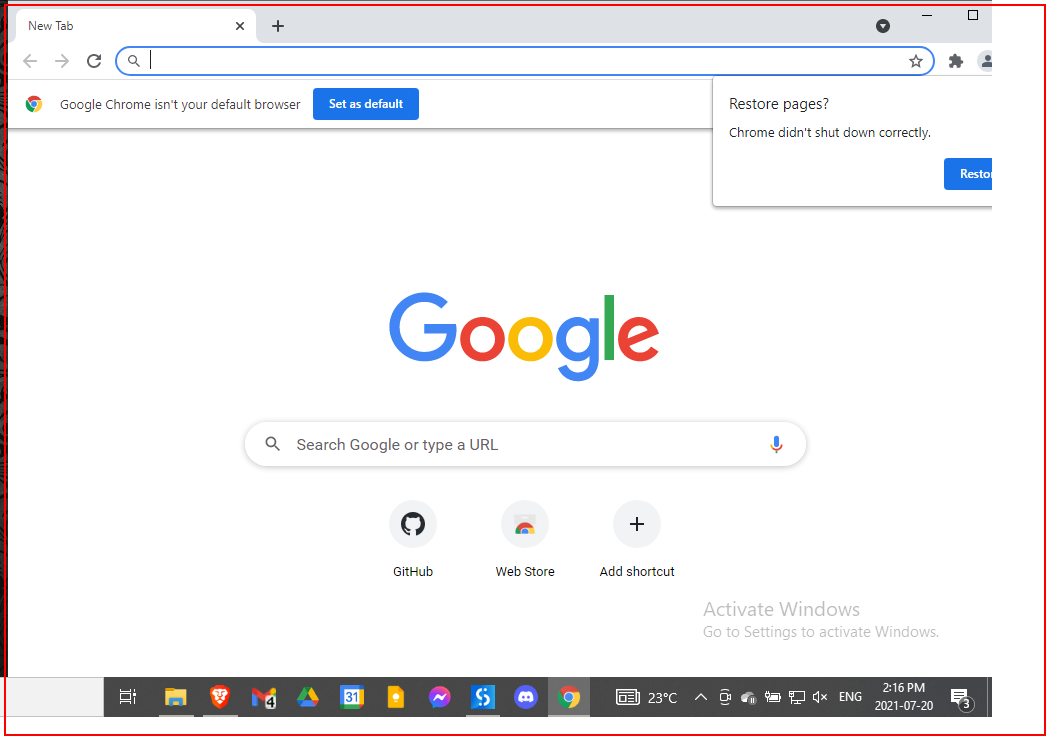 New Tab
Google Chrome isn't your default browser
Set as default
Restore pages?
Chrome didn't shut down correctly.
Google
Search Google or type a URL
GitHub
Web Store
Add shortcut
Activate Windows
Go to Settings to activate Windows.
4
31
23°C
ENG
2:16 PM
2021-07-20
3